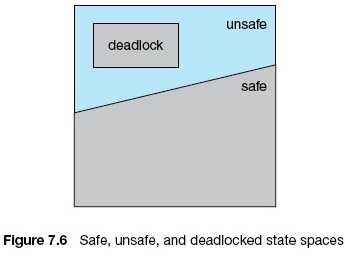 unsafe
deadlock
safe
Figure 7.6 Safe, unsafe, and deadlocked state spaces